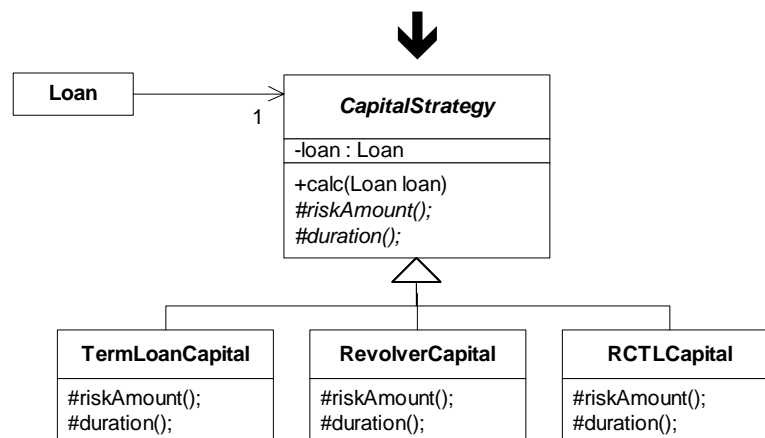 Loan
1
CapitalStrategy
-loan : Loan
+calc(Loan loan)
#riskAmount();
#duration();
TermLoanCapital
#riskAmount();
#duration();
RevolverCapital
#riskAmount();
#duration();
RCTLCapital
#riskAmount();
#duration();